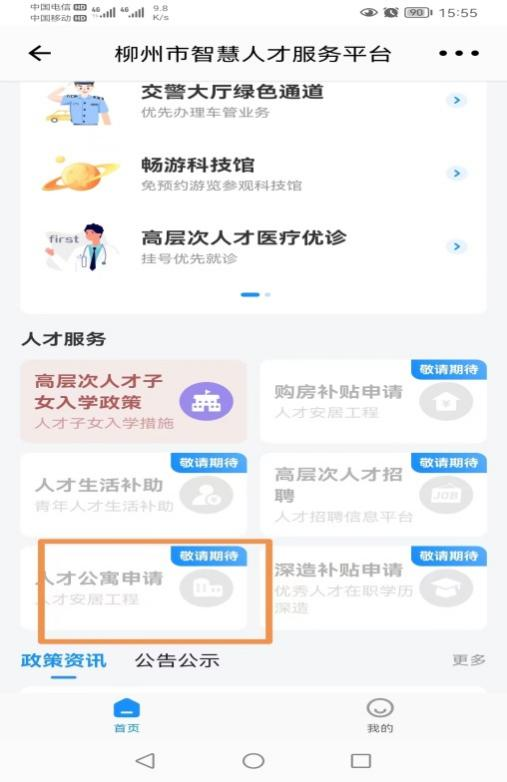 中国电信 HD 4G 4G 9.8
中国移动 HD K/s
90 15:55
柳州市智慧人才服务平台
交警大厅绿色通道
优先办理车管业务
畅游科技馆
免预约游览参观科技馆
first
高层次人才医疗优诊
挂号优先就诊
人才服务
高层次人才子
女入学政策
人才子女入学措施
敬请期待
购房补贴申请
人才安居工程
敬请期待
人才生活补助
青年人才生活补助
敬请期待
高层次人才招
聘
人才招聘信息平台
JOB
敬请期待
人才公寓申请
人才安居工程
敬请期待
深造补贴申请
优秀人才在职学历
深造
政策资讯 公告公示 更多
首页 我的